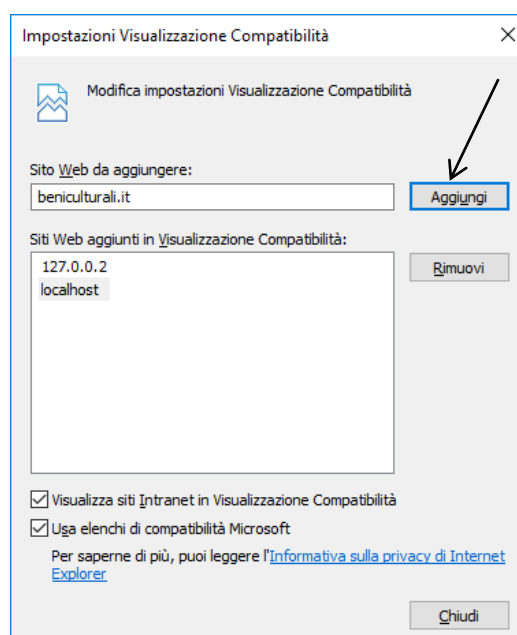 Impostazioni Visualizzazione Compatibilità
Modifica impostazioni Visualizzazione Compatibilità
Sito Web da aggiungere:
beniculturali.it
Aggiungi
Siti Web aggiunti in Visualizzazione Compatibilità:
127.0.0.2
Rimuovi
localhost
Visualizza siti Intranet in Visualizzazione Compatibilità
Usa elenchi di compatibilità Microsoft
Per saperne di più, puoi leggere l'Informativa sulla privacy di Internet
Explorer
Chiudi